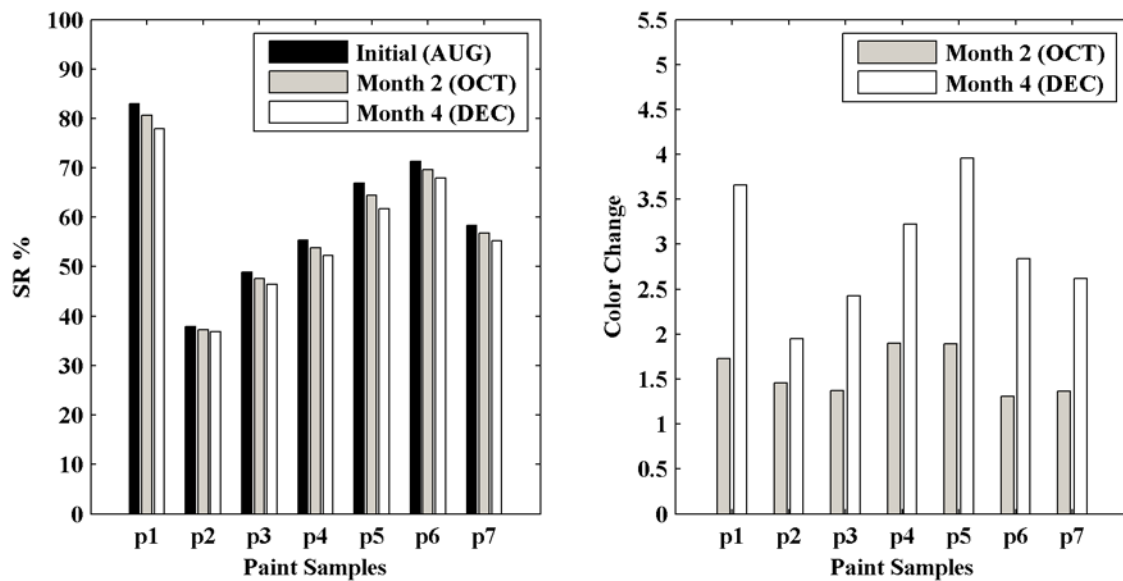 100
90
80
70
60
50
40
30
20
10
0
SR %
Initial (AUG)
Month 2 (OCT)
Month 4 (DEC)
p1 p2 p3 p4 p5 p6 p7
Paint Samples
5.5
5
4.5
4
3.5
3
2.5
2
1.5
1
0.5
0
Color Change
Month 2 (OCT)
Month 4 (DEC)
p1 p2 p3 p4 p5 p6 p7
Paint Samples